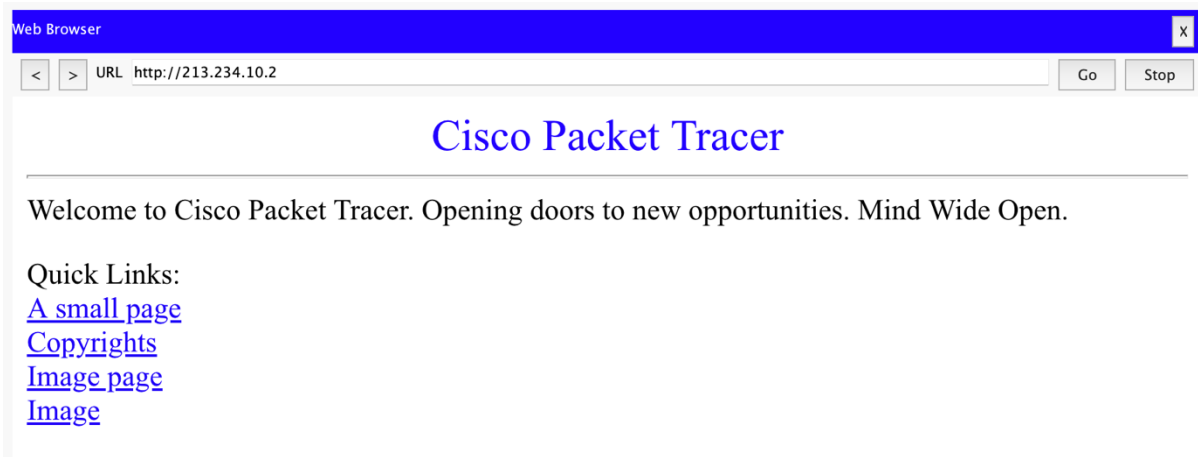 Web Browser X
< > URL http://213.234.10.2 Go Stop
Cisco Packet Tracer
Welcome to Cisco Packet Tracer. Opening doors to new opportunities. Mind Wide Open.
Quick Links:
A small page
Copyrights
Image page
Image